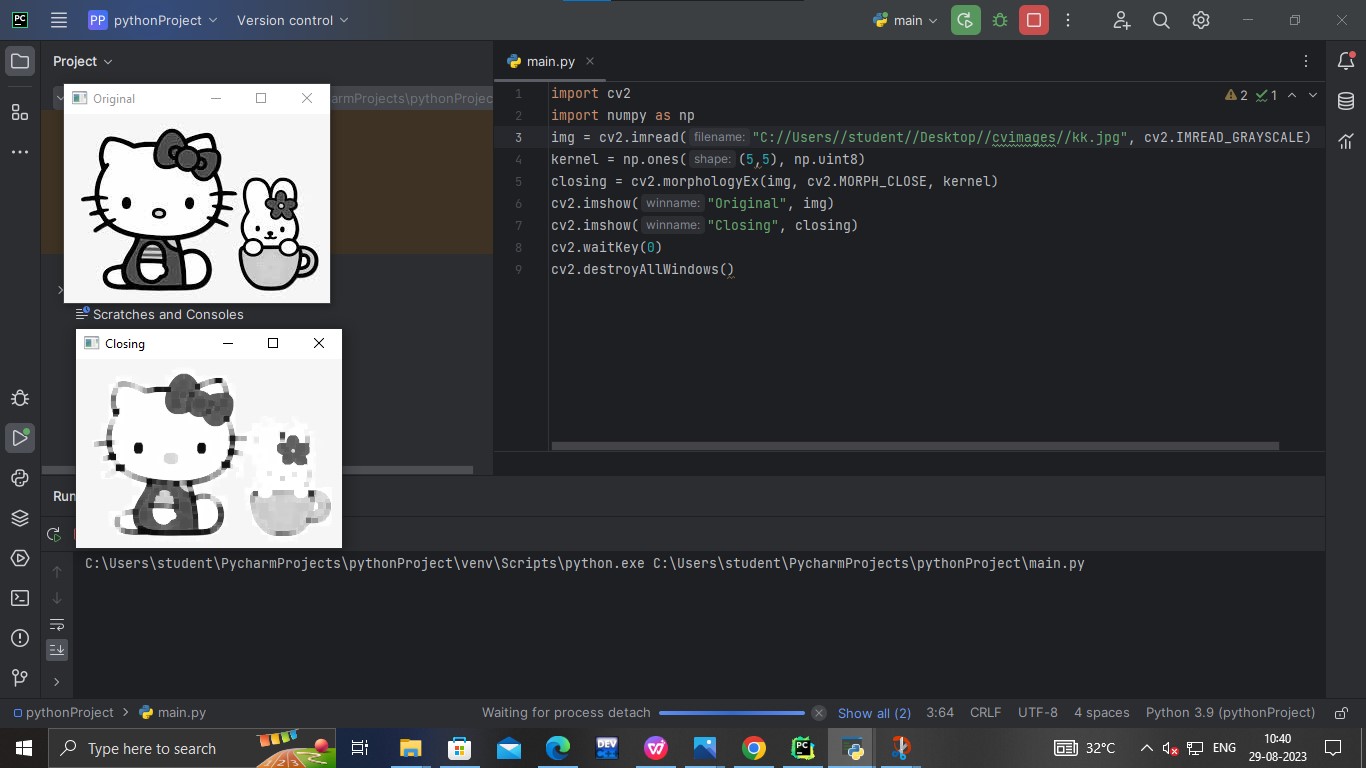 PC
PP pythonProject Version control main
Project
main.py
Original
armProjects\pythonProjec
2 1
1 import cv2
2 import numpy as np
3 img = cv2.imread( filename: "C://Users//student//Desktop//cvimages//kk.jpg", cv2.IMREAD_GRAYSCALE)
4 kernel = np.ones( shape: (5,5), np.uint8)
5 closing = cv2.morphologyEx(img, cv2.MORPH_CLOSE, kernel)
6 cv2.imshow( winname: "Original", img)
7 cv2.imshow( winname: "Closing", closing)
8 cv2.waitKey(0)
9 cv2.destroyAllWindows()
Scratches and Consoles
Closing
Run
C:\Users\student\PycharmProjects\pythonProject\venv\Scripts\python.exe C:\Users\student\PycharmProjects\pythonProject\main.py
pythonProject main.py Waiting for process detach Show all (2) 3:64 CRLF UTF-8 4 spaces Python 3.9 (pythonProject)
Type here to search DEV PC 32°C ENG 10:40
29-08-2023